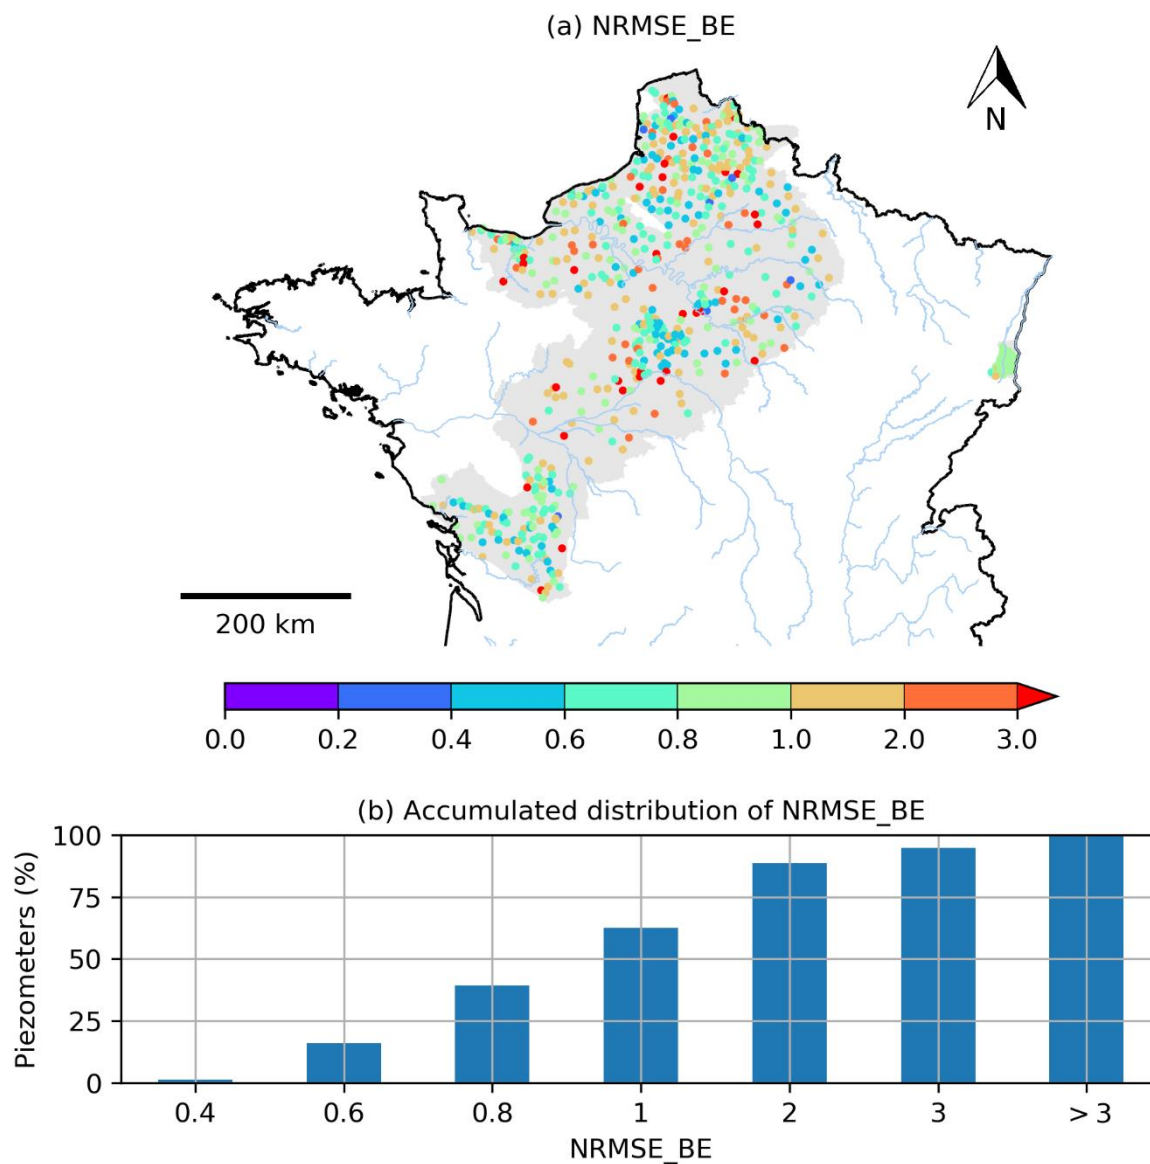 (a) NRMSE_BE
N
200 km
0.0 0.2 0.4 0.6 0.8 1.0 2.0 3.0
(b) Accumulated distribution of NRMSE_BE
Piezometers (%)
100
75
50
25
0
0.4 0.6 0.8 1 2 3 > 3
NRMSE_BE